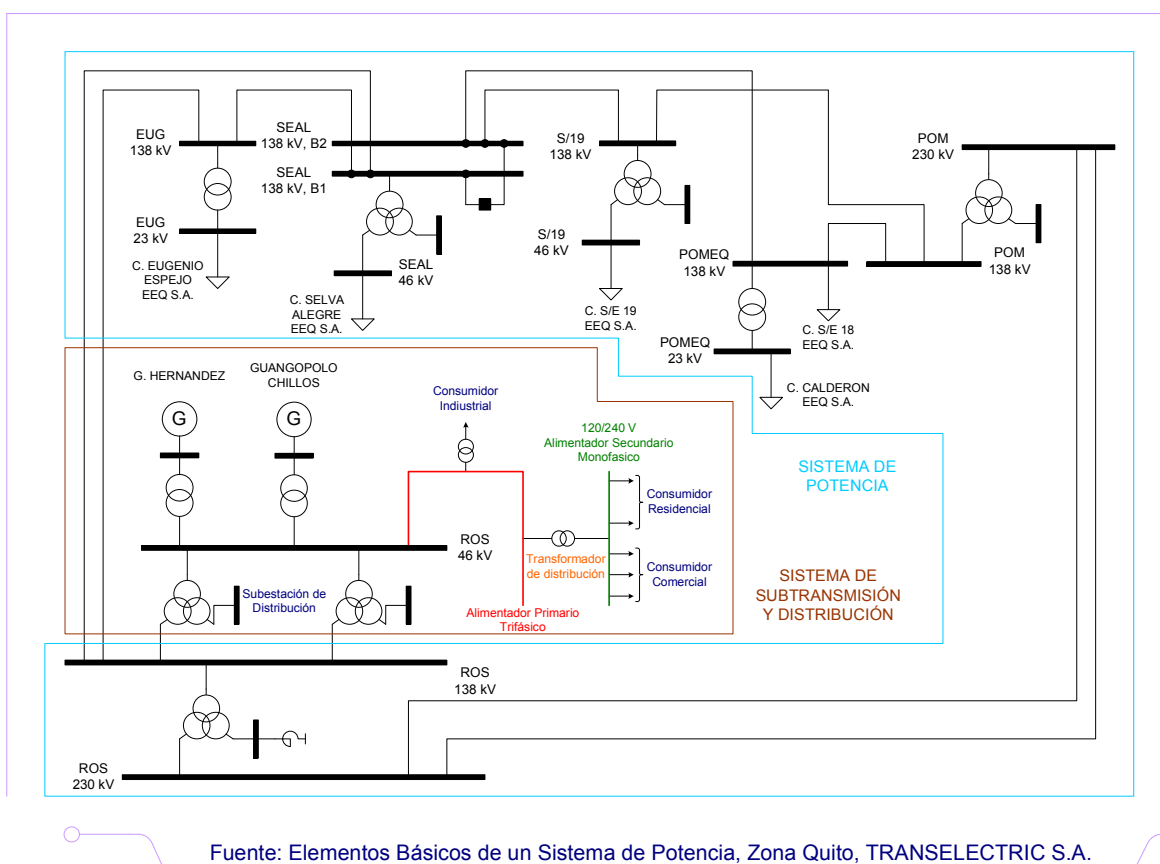 EUG
138 kV
SEAL
138 kV, B2
SEAL
138 kV, B1
S/19
138 kV
POM
230 kV
EUG
23 kV
C. EUGENIO
ESPEJO
EEQ S.A.
SEAL
46 kV
C. SELVA
ALEGRE
EEQ S.A.
S/19
46 kV
C. S/E 19
EEQ S.A.
POMEQ
138 kV
POM
138 kV
C. S/E 18
EEQ S.A.
POMEQ
23 kV
C. CALDERON
EEQ S.A.
G. HERNANDEZ
GUANGOPOLO
CHILLOS
G
G
Consumidor
Indiustrial
120/240 V
Alimentador Secundario
Monofasico
Consumidor
Residencial
Consumidor
Comercial
ROS
46 kV
Transformador
de distribución
Subestación de
Distribución
Alimentador Primario
Trifásico
SISTEMA DE
POTENCIA
SISTEMA DE
SUBTRANSMISIÓN
Y DISTRIBUCIÓN
ROS
138 kV
ROS
230 kV
Fuente: Elementos Básicos de un Sistema de Potencia, Zona Quito, TRANSELECTRIC S.A.